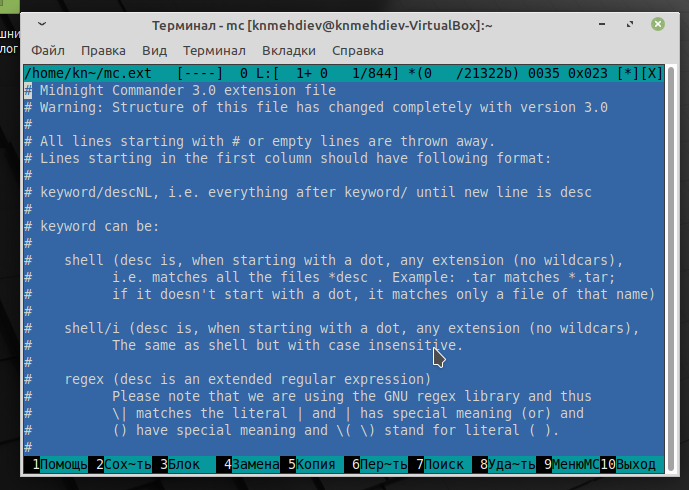 шни
лог
Терминал - mc [knmehdiev@knmehdiev-VirtualBox]:~
Файл Правка Вид Терминал Вкладки Справка
/home/kn~/mc.ext [----] 0 L:[ 1+ 0 1/844] *(0 /21322b) 0035 0x023 [*][X]
# Midnight Commander 3.0 extension file
# Warning: Structure of this file has changed completely with version 3.0
#
# All lines starting with # or empty lines are thrown away.
# Lines starting in the first column should have following format:
#
# keyword/descNL, i.e. everything after keyword/ until new line is desc
#
# keyword can be:
#
# shell (desc is, when starting with a dot, any extension (no wildcars),
# i.e. matches all the files *desc . Example: .tar matches *.tar;
# if it doesn't start with a dot, it matches only a file of that name)
#
# shell/i (desc is, when starting with a dot, any extension (no wildcars),
# The same as shell but with case insensitive.
#
# regex (desc is an extended regular expression)
# Please note that we are using the GNU regex library and thus
# \| matches the literal | and | has special meaning (or) and
# () have special meaning and \( \) stand for literal ( ).
#
1Помощь 2Сох~ть 3Блок 4Замена 5Копия 6Пер~ть 7Поиск 8Уда~ть 9МенюMC 10Выход